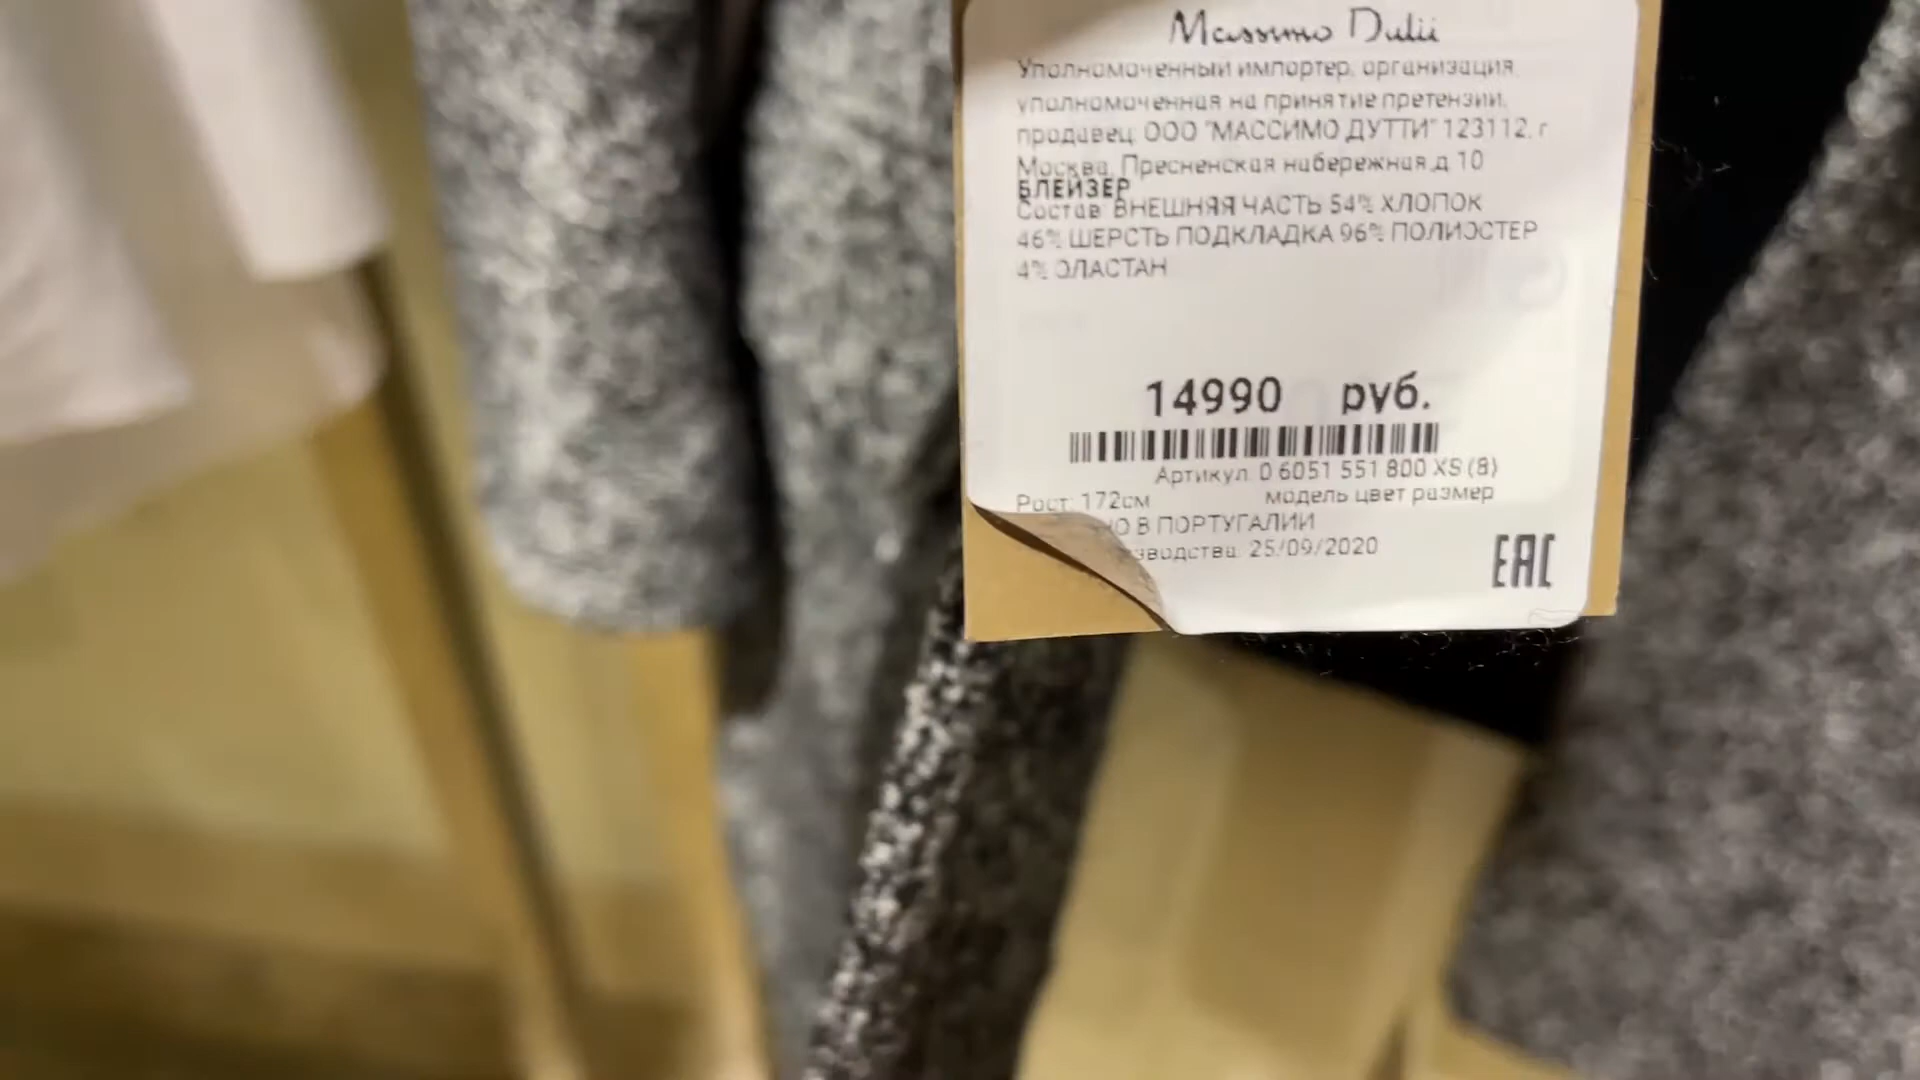 Massimo Dutti
Уполномоченный импортер, организация,
уполномоченная на принятие претензии,
продавец: ООО "МАССИМО ДУТТИ" 123112, г
Москва, Пресненская набережная,д 10
БЛЕЙЗЕР
Состав: ВНЕШНЯЯ ЧАСТЬ 54% ХЛОПОК
46% ШЕРСТЬ ПОДКЛАДКА 96% ПОЛИЭСТЕР
4% ЭЛАСТАН
14990 руб.
Артикул: 0 6051 551 800 XS (8)
Рост: 172см модель цвет размер
НО В ПОРТУГАЛИИ
зводства: 25/09/2020
EAC